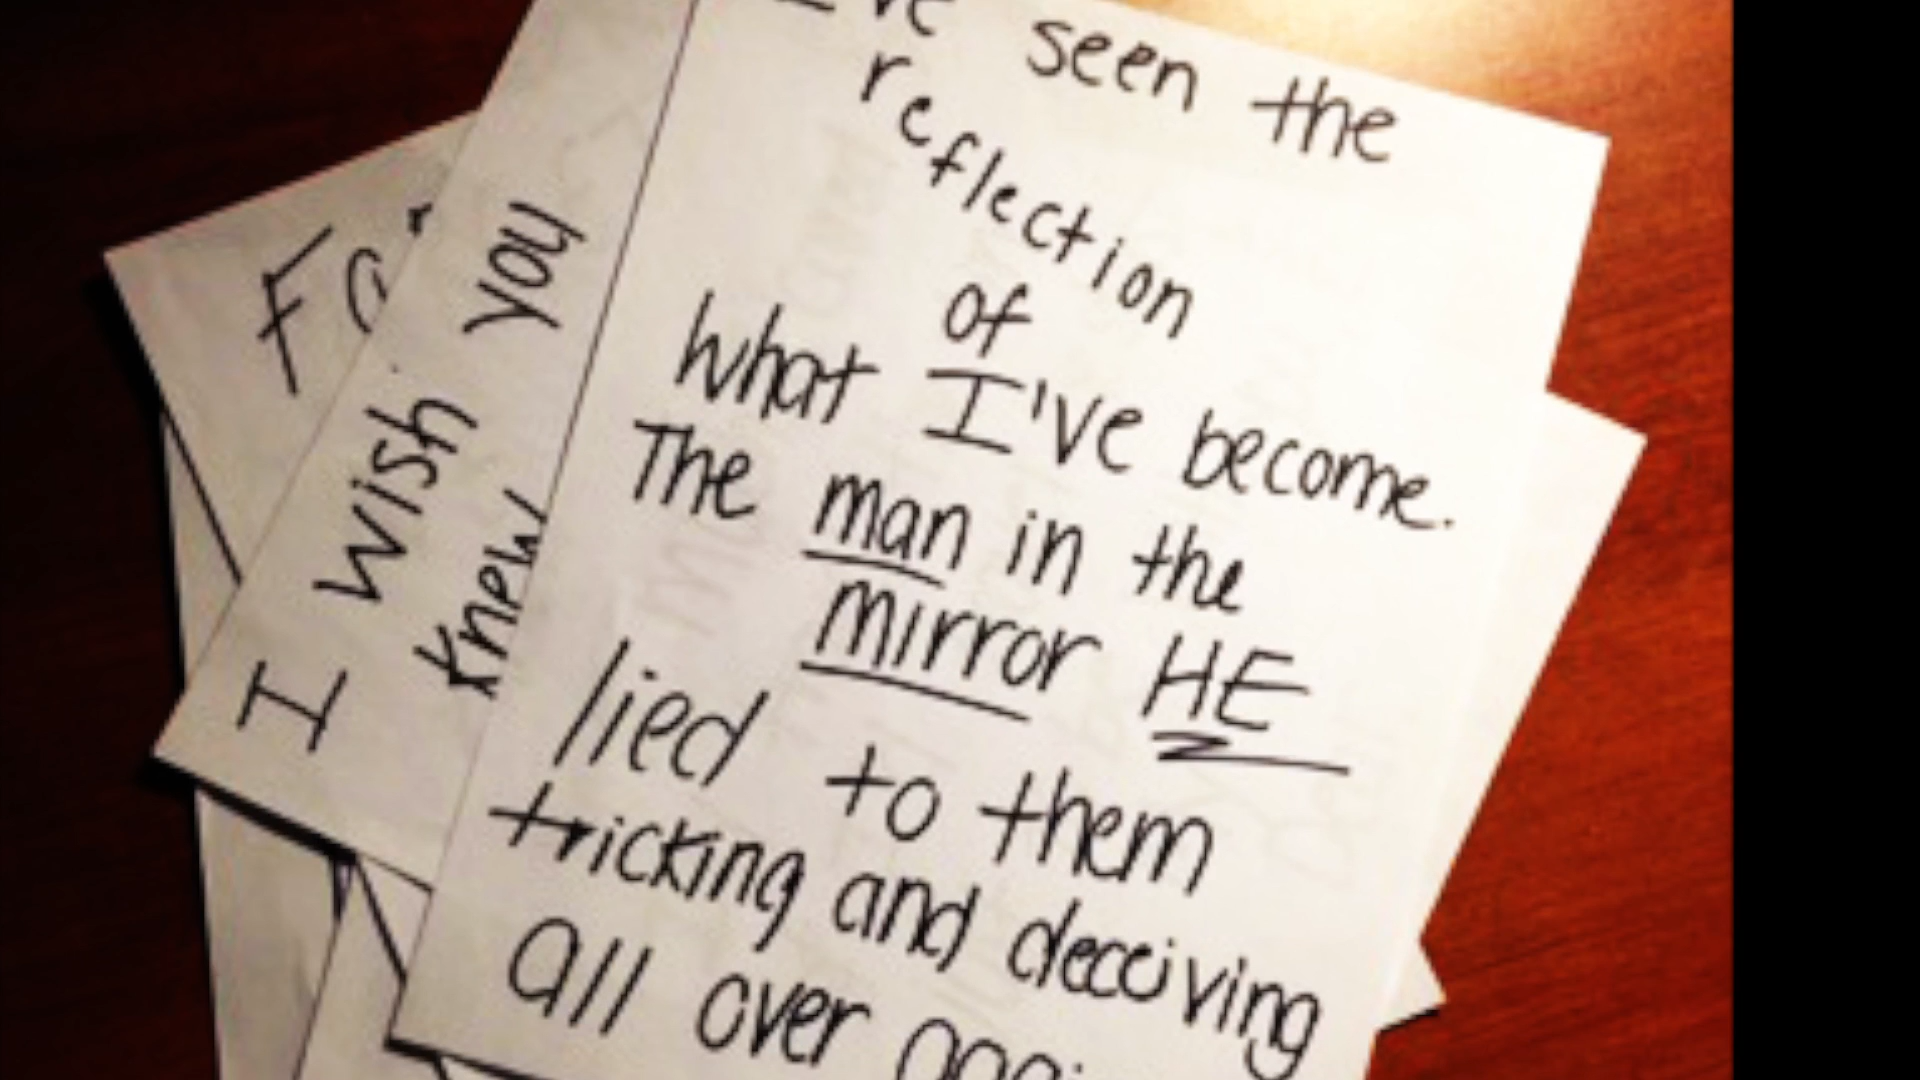 seen the
reflection
of
what I've become.
The man in the
mirror HE
lied to them
tricking and deceiving
all over
I wish you
knew